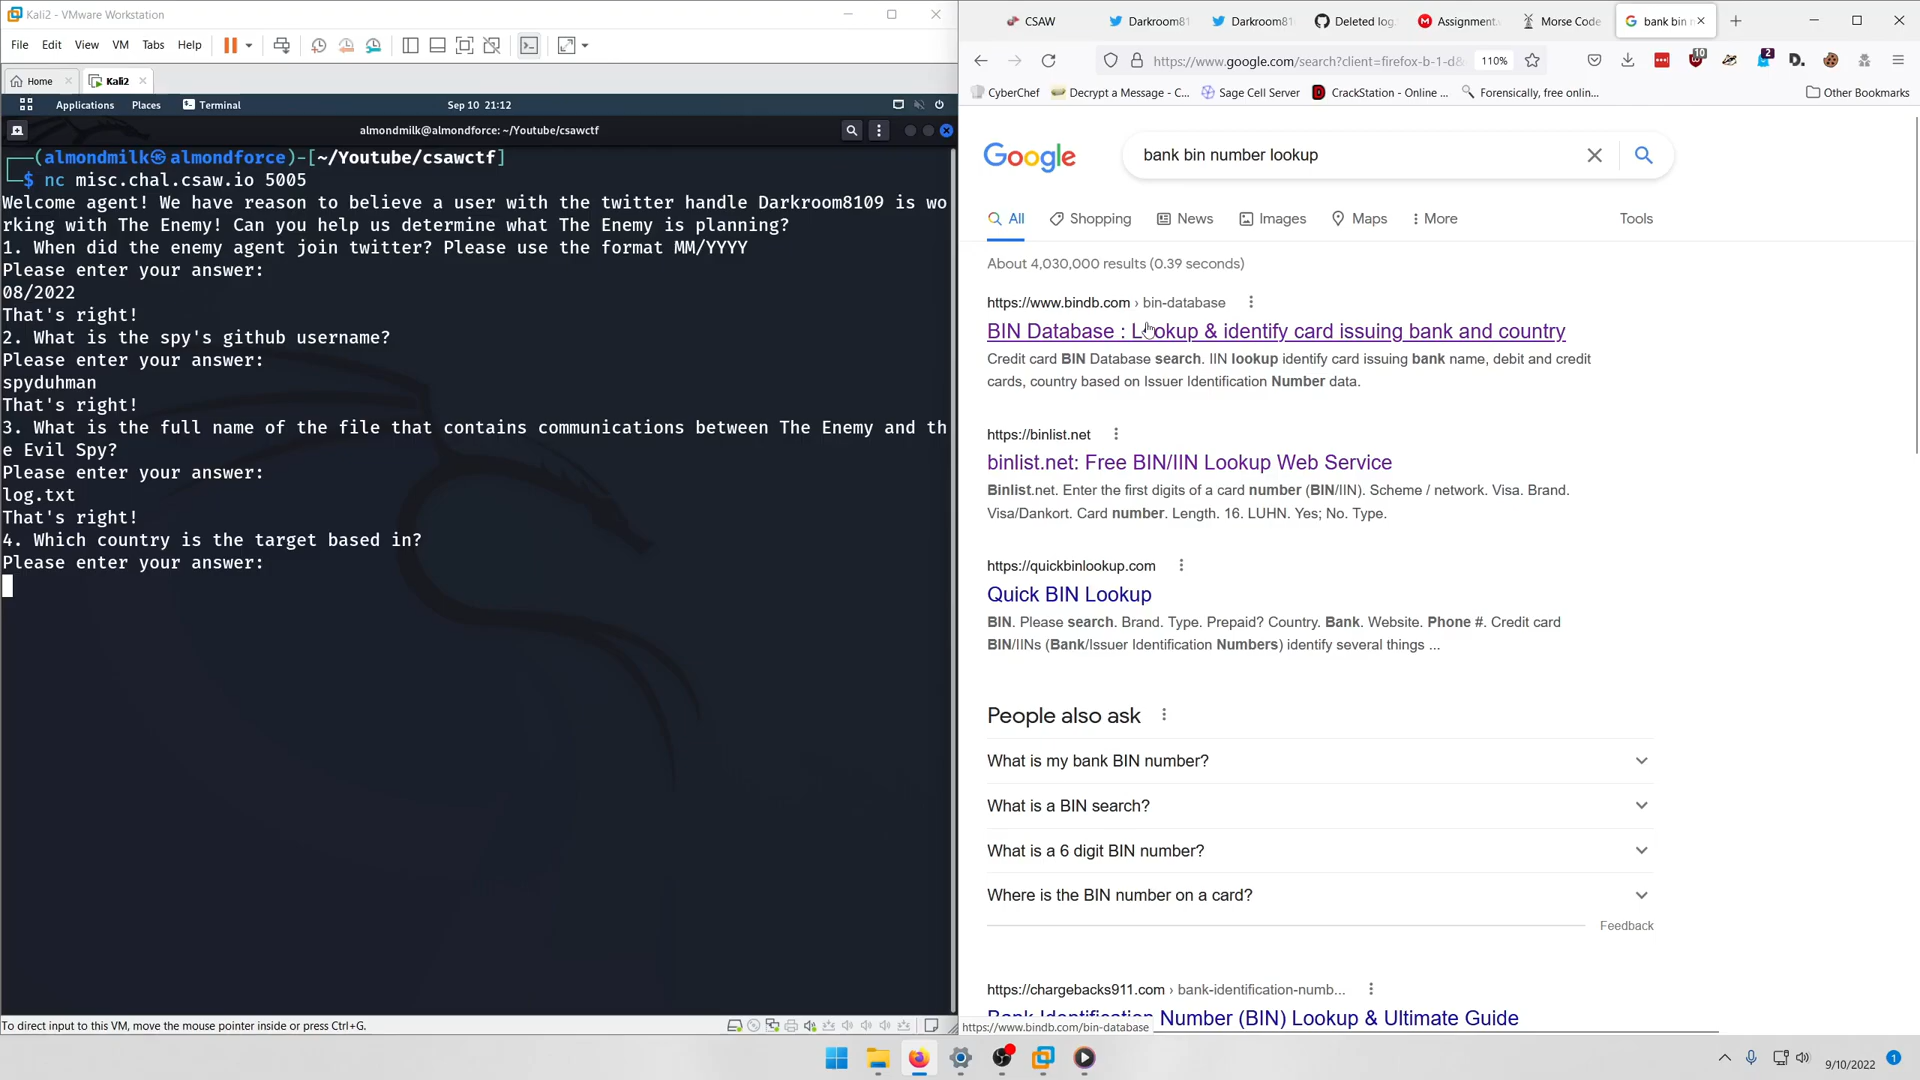 Kali2 - VMware Workstation
File Edit View VM Tabs Help
Home Kali2
Applications Places Terminal Sep 10 21:12
almondmilk@almondforce: ~/Youtube/csawctf
(almondmilk㉿almondforce)-[~/Youtube/csawctf]
$ nc misc.chal.csaw.io 5005
Welcome agent! We have reason to believe a user with the twitter handle Darkroom8109 is wo
rking with The Enemy! Can you help us determine what The Enemy is planning?
1. When did the enemy agent join twitter? Please use the format MM/YYYY
Please enter your answer:
08/2022
That's right!
2. What is the spy's github username?
Please enter your answer:
spyduhman
That's right!
3. What is the full name of the file that contains communications between The Enemy and th
e Evil Spy?
Please enter your answer:
log.txt
That's right!
4. Which country is the target based in?
Please enter your answer:
To direct input to this VM, move the mouse pointer inside or press Ctrl+G.
CSAW Darkroom81 Darkroom81 Deleted log. Assignment. Morse Code bank bin n
https://www.google.com/search?client=firefox-b-1-d& 110% 10 2
CyberChef Decrypt a Message - C... Sage Cell Server CrackStation - Online ... Forensically, free onlin... Other Bookmarks
Google bank bin number lookup
All Shopping News Images Maps More Tools
About 4,030,000 results (0.39 seconds)
https://www.bindb.com › bin-database
BIN Database : Lookup & identify card issuing bank and country
Credit card BIN Database search. IIN lookup identify card issuing bank name, debit and credit
cards, country based on Issuer Identification Number data.
https://binlist.net
binlist.net: Free BIN/IIN Lookup Web Service
Binlist.net. Enter the first digits of a card number (BIN/IIN). Scheme / network. Visa. Brand.
Visa/Dankort. Card number. Length. 16. LUHN. Yes; No. Type.
https://quickbinlookup.com
Quick BIN Lookup
BIN. Please search. Brand. Type. Prepaid? Country. Bank. Website. Phone #. Credit card
BIN/IINs (Bank/Issuer Identification Numbers) identify several things ...
People also ask
What is my bank BIN number?
What is a BIN search?
What is a 6 digit BIN number?
Where is the BIN number on a card?
Feedback
https://chargebacks911.com › bank-identification-numb...
Bank Identification Number (BIN) Lookup & Ultimate Guide
https://www.bindb.com/bin-database
9/10/2022 1